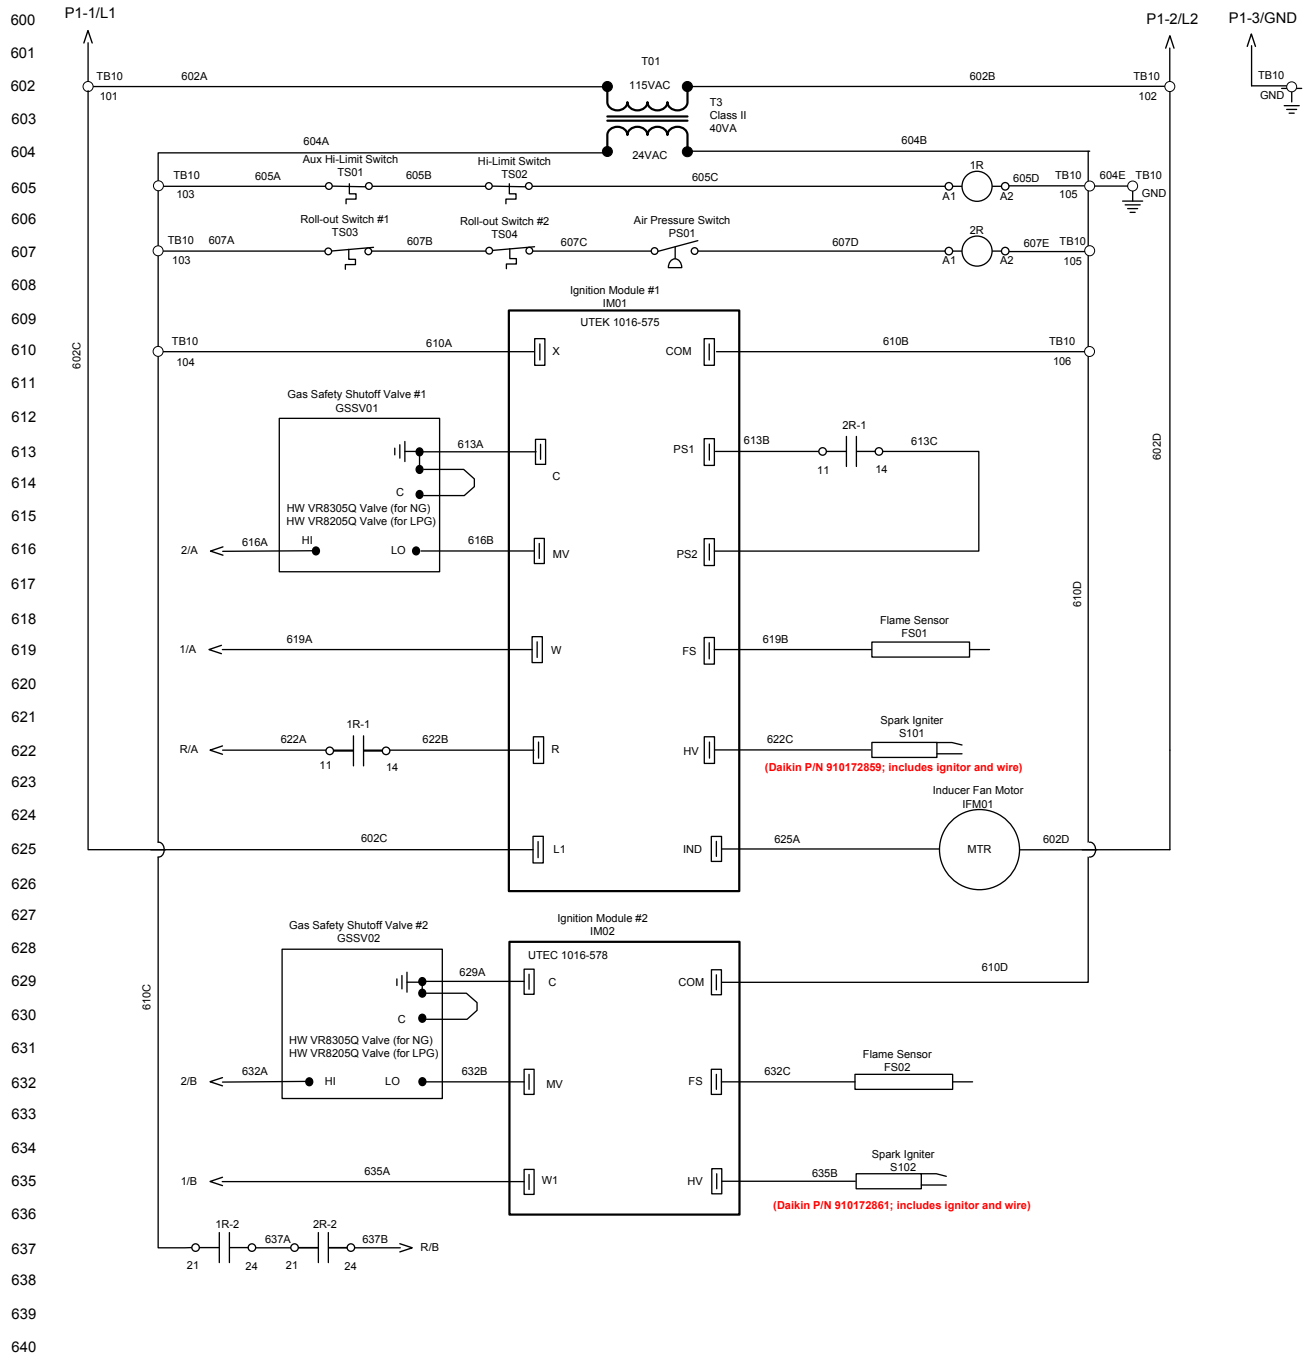 600 P1-1/L1 P1-2/L2 P1-3/GND
601
T01
602 TB10 602A 115VAC 602B TB10 TB10
101 102 GND
T3
603 Class II
40VA
604A 604B
604 24VAC
Aux Hi-Limit Switch Hi-Limit Switch 1R
TS01 TS02
605 TB10 605A 605B 605C 605D TB10 604E TB10
103 A1 A2 105 GND
606 Roll-out Switch #1 Roll-out Switch #2 Air Pressure Switch
TS03 TS04 PS01 2R
607 TB10 607A 607B 607C 607D 607E TB10
103 A1 A2 105
608
Ignition Module #1
IM01
609 UTEK 1016-575
610 TB10 610A X COM 610B TB10
104 106
602C
611
Gas Safety Shutoff Valve #1
GSSV01
612
2R-1
613 613A PS1 613B 613C
11 14
C
602D
614
C
HW VR8305Q Valve (for NG)
HW VR8205Q Valve (for LPG)
615
616 2/A 616A HI LO 616B MV PS2
617
610D
618 Flame Sensor
FS01
619 1/A 619A W FS 619B
620
621 1R-1 Spark Igniter
S101
622 R/A 622A 622B R HV 622C
11 14
(Daikin P/N 910172859; includes ignitor and wire)
623
Inducer Fan Motor
IFM01
624
625 602C L1 IND 625A MTR 602D
626
627 Ignition Module #2
IM02
Gas Safety Shutoff Valve #2
GSSV02
628 UTEC 1016-578
629 629A C COM 610D
610C
630 C
HW VR8305Q Valve (for NG)
HW VR8205Q Valve (for LPG)
631
Flame Sensor
FS02
632 2/B 632A HI LO 632B MV FS 632C
633
634 Spark Igniter
S102
635 1/B 635A W1 HV 635B
(Daikin P/N 910172861; includes ignitor and wire)
636
1R-2 2R-2
637 637A 637B R/B
21 24 21 24
638
639
640